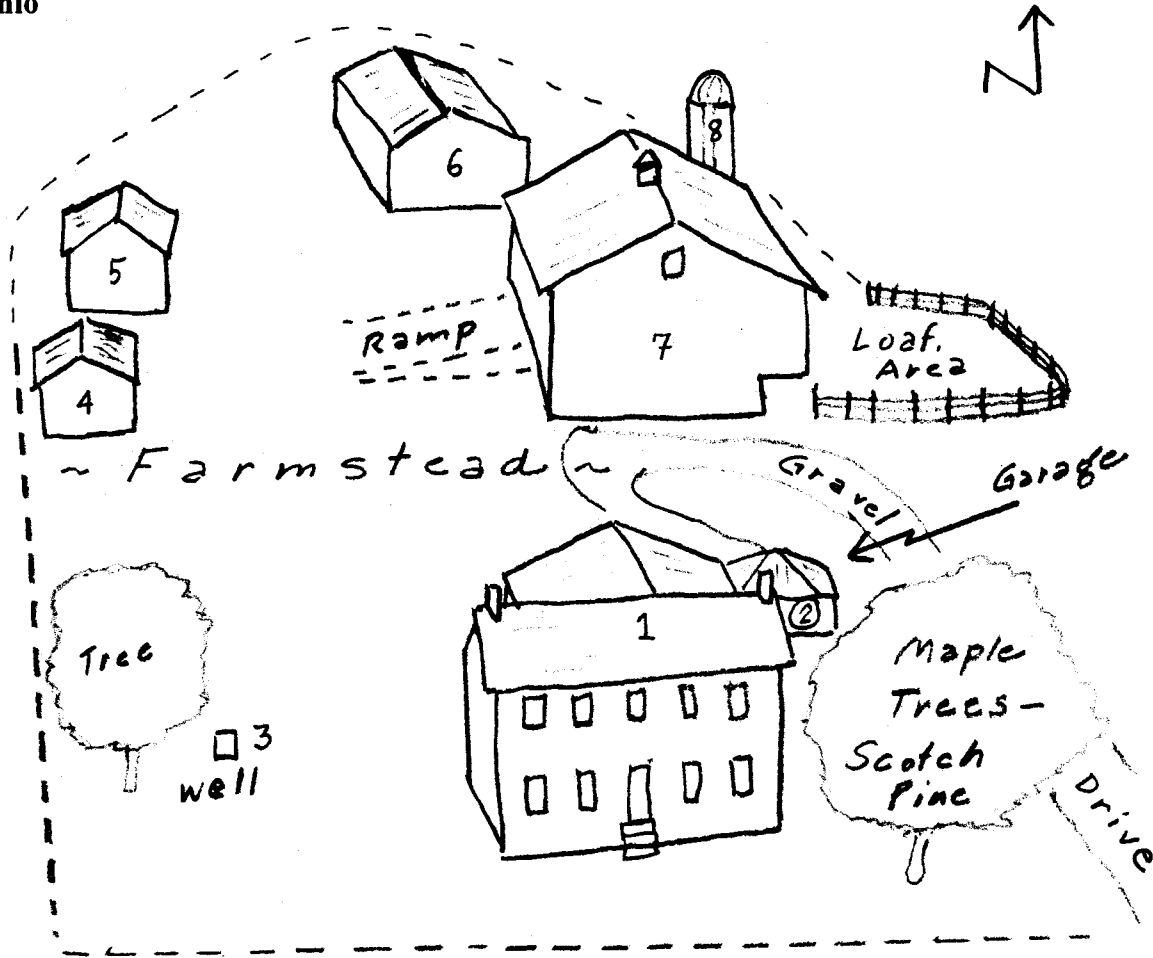 nio
N
8
6
5
Ramp
7
Loaf.
Area
4
~ Farmstead ~
Gravel
Garage
1
2
Tree
Maple
Trees-
Scotch
Pine
3
well
Drive